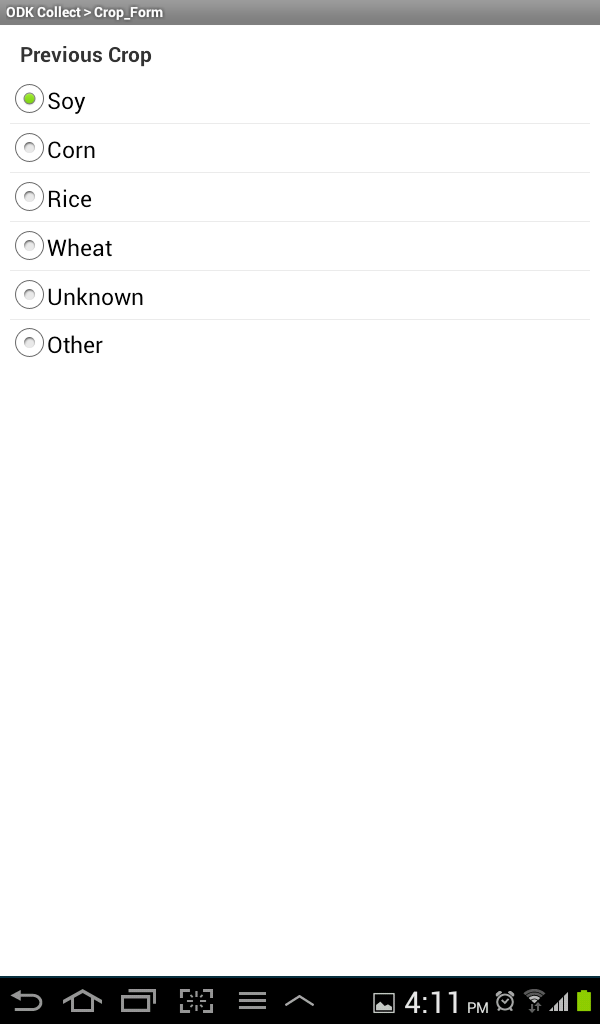 ODK Collect > Crop_Form
Previous Crop
Soy
Corn
Rice
Wheat
Unknown
Other
4:11 PM